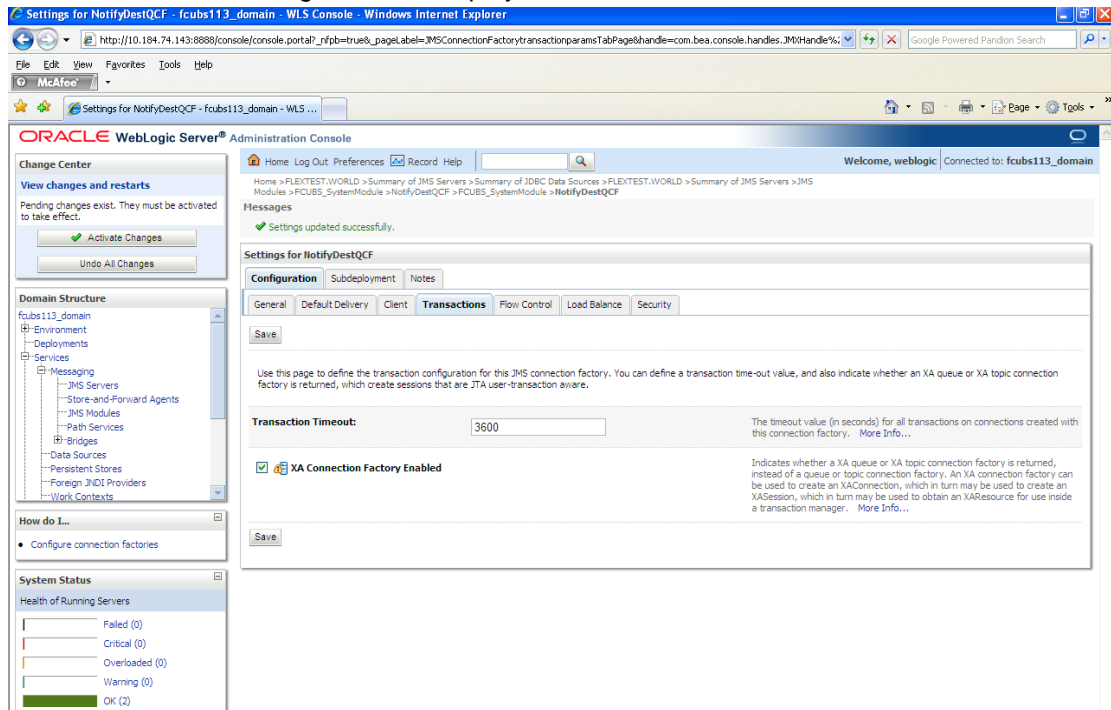 Settings for NotifyDestQCF - fcubs113_domain - WLS Console - Windows Internet Explorer
http://10.184.74.143:8888/console/console.portal?_nfpb=true&_pageLabel=JMSConnectionFactorytransactionparamsTabPage&handle=com.bea.console.handles.JMXHandle%
Google Powered Pandion Search
File Edit View Favorites Tools Help
McAfee
Settings for NotifyDestQCF - fcubs113_domain - WLS ...
Page Tools
ORACLE WebLogic Server® Administration Console
Change Center
View changes and restarts
Pending changes exist. They must be activated
to take effect.
Activate Changes
Undo All Changes
Domain Structure
fcubs113_domain
Environment
Deployments
Services
Messaging
JMS Servers
Store-and-Forward Agents
JMS Modules
Path Services
Bridges
Data Sources
Persistent Stores
Foreign JNDI Providers
Work Contexts
How do I...
Configure connection factories
System Status
Health of Running Servers
Failed (0)
Critical (0)
Overloaded (0)
Warning (0)
OK (2)
Home Log Out Preferences Record Help
Welcome, weblogic Connected to: fcubs113_domain
Home >FLEXTEST.WORLD >Summary of JMS Servers >Summary of JDBC Data Sources >FLEXTEST.WORLD >Summary of JMS Servers >JMS
Modules >FCUBS_SystemModule >NotifyDestQCF >FCUBS_SystemModule >NotifyDestQCF
Messages
Settings updated successfully.
Settings for NotifyDestQCF
Configuration Subdeployment Notes
General Default Delivery Client Transactions Flow Control Load Balance Security
Save
Use this page to define the transaction configuration for this JMS connection factory. You can define a transaction time-out value, and also indicate whether an XA queue or XA topic connection
factory is returned, which create sessions that are JTA user-transaction aware.
Transaction Timeout:
3600
The timeout value (in seconds) for all transactions on connections created with
this connection factory. More Info...
XA Connection Factory Enabled
Indicates whether a XA queue or XA topic connection factory is returned,
instead of a queue or topic connection factory. An XA connection factory can
be used to create an XAConnection, which in turn may be used to create an
XASession, which in turn may be used to obtain an XAResource for use inside
a transaction manager. More Info...
Save